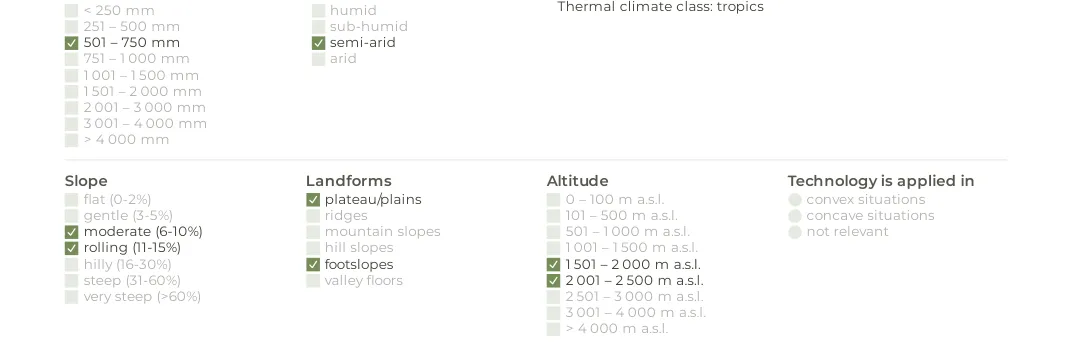 < 250 mm
251 – 500 mm
501 – 750 mm
751 – 1 000 mm
1 001 – 1 500 mm
1 501 – 2 000 mm
2 001 – 3 000 mm
3 001 – 4 000 mm
> 4 000 mm
humid
sub-humid
semi-arid
arid
Thermal climate class: tropics
Slope
flat (0-2%)
gentle (3-5%)
moderate (6-10%)
rolling (11-15%)
hilly (16-30%)
steep (31-60%)
very steep (>60%)
Landforms
plateau/plains
ridges
mountain slopes
hill slopes
footslopes
valley floors
Altitude
0 – 100 m a.s.l.
101 – 500 m a.s.l.
501 – 1 000 m a.s.l.
1 001 – 1 500 m a.s.l.
1 501 – 2 000 m a.s.l.
2 001 – 2 500 m a.s.l.
2 501 – 3 000 m a.s.l.
3 001 – 4 000 m a.s.l.
> 4 000 m a.s.l.
Technology is applied in
convex situations
concave situations
not relevant